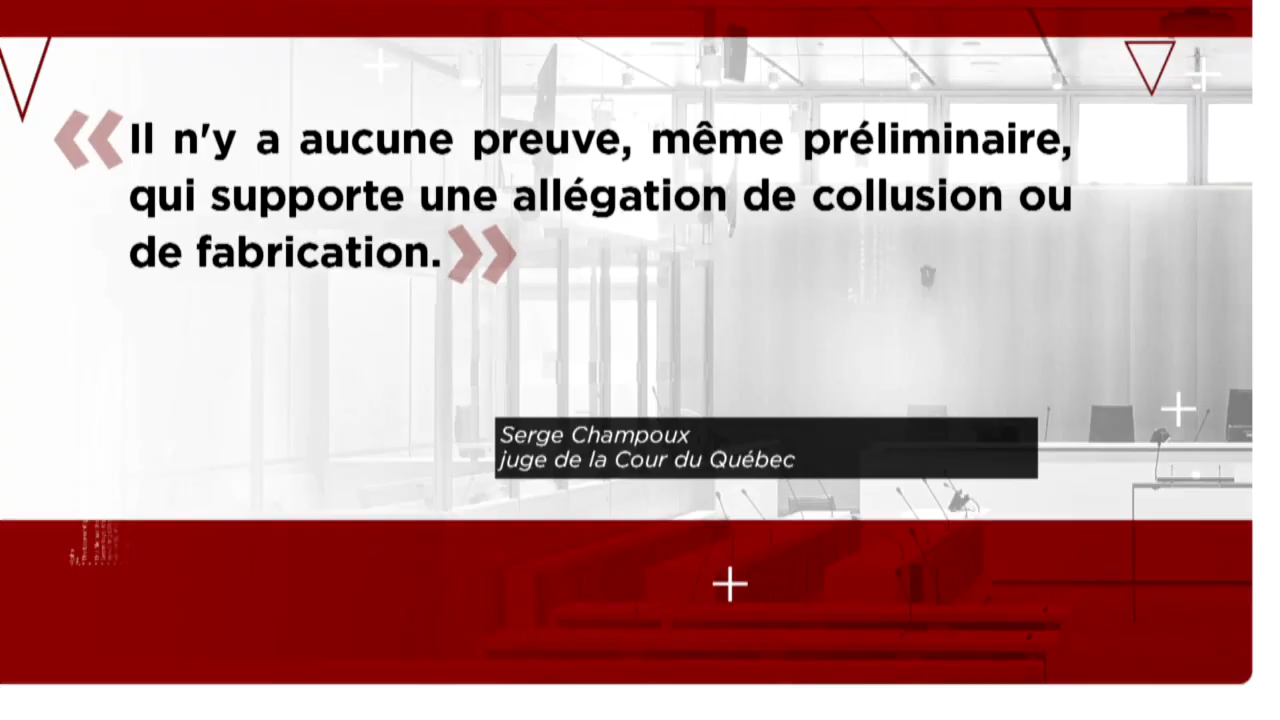 « Il n'y a aucune preuve, même préliminaire,
qui supporte une allégation de collusion ou
de fabrication. »
Serge Champoux
juge de la Cour du Québec